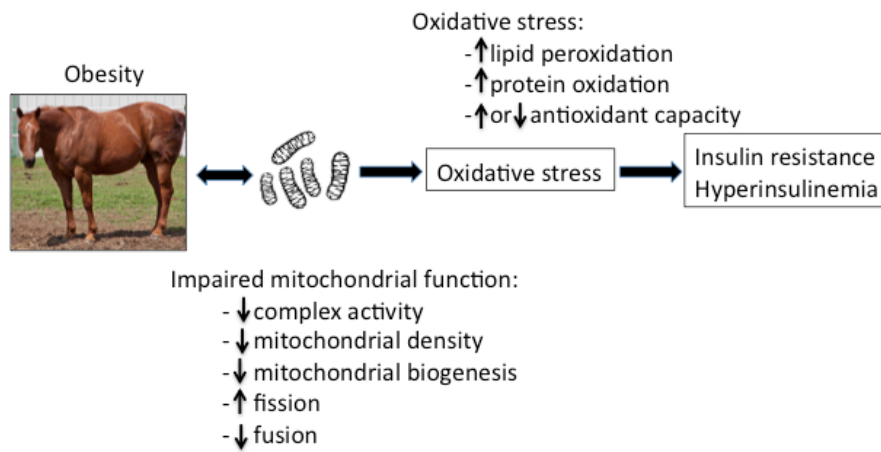 Oxidative stress:
-↑lipid peroxidation
-↑protein oxidation
-↑or↓antioxidant capacity
Obesity
Oxidative stress
Insulin resistance
Hyperinsulinemia
Impaired mitochondrial function:
-↓complex activity
-↓mitochondrial density
-↓mitochondrial biogenesis
-↑fission
-↓fusion